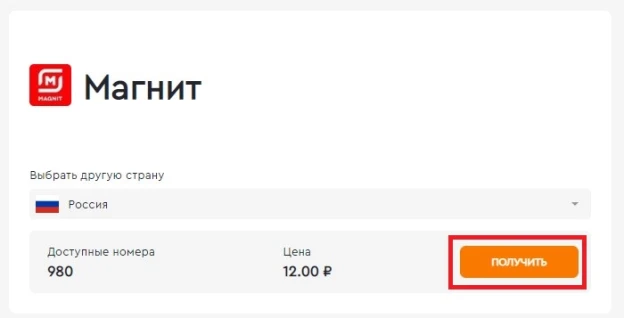 MAGNIT
Магнит
Выбрать другую страну
Россия
Доступные номера
980
Цена
12.00 ₽
ПОЛУЧИТЬ